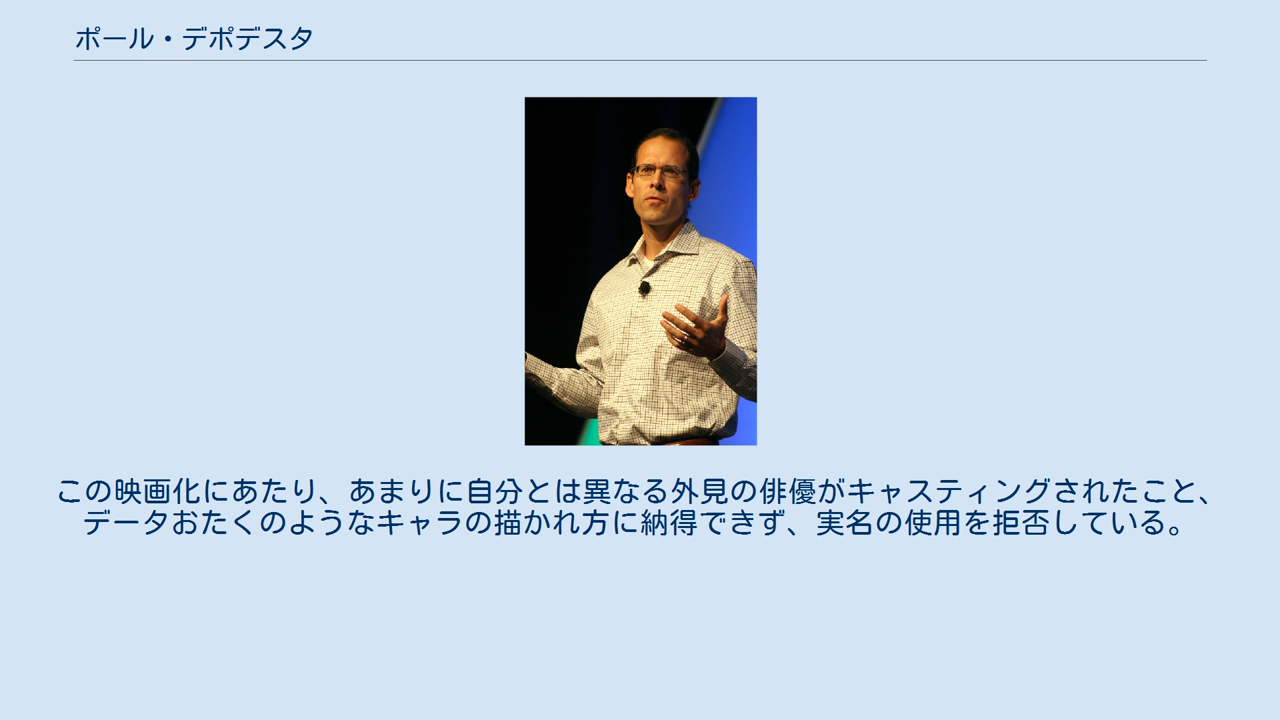 ポール・デポデスタ
この映画化にあたり、あまりに自分とは異なる外見の俳優がキャスティングされたこと、
データおたくのようなキャラの描かれ方に納得できず、実名の使用を拒否している。